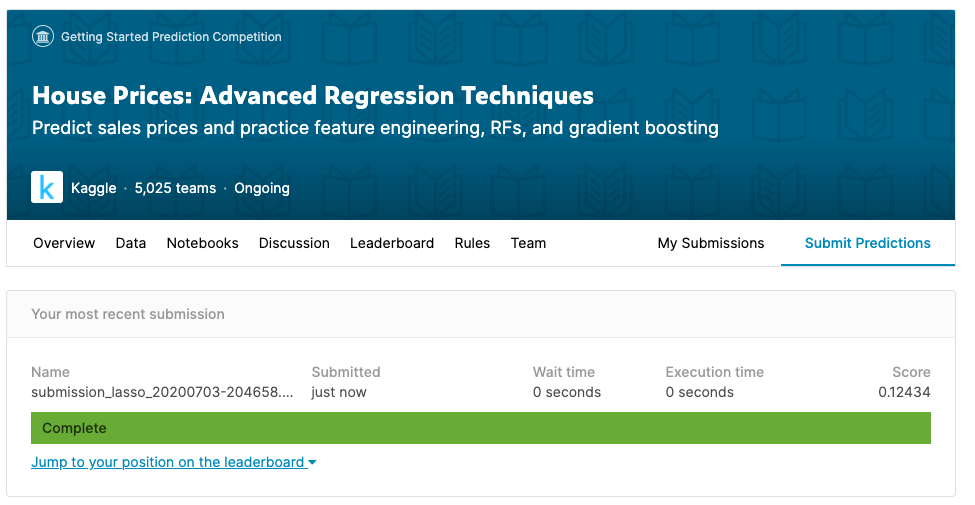 Getting Started Prediction Competition
House Prices: Advanced Regression Techniques
Predict sales prices and practice feature engineering, RFs, and gradient boosting
k
Kaggle · 5,025 teams · Ongoing
Overview Data Notebooks Discussion Leaderboard Rules Team My Submissions Submit Predictions
Your most recent submission
Name Submitted Wait time Execution time Score
submission_lasso_20200703-204658.... just now 0 seconds 0 seconds 0.12434
Complete
Jump to your position on the leaderboard